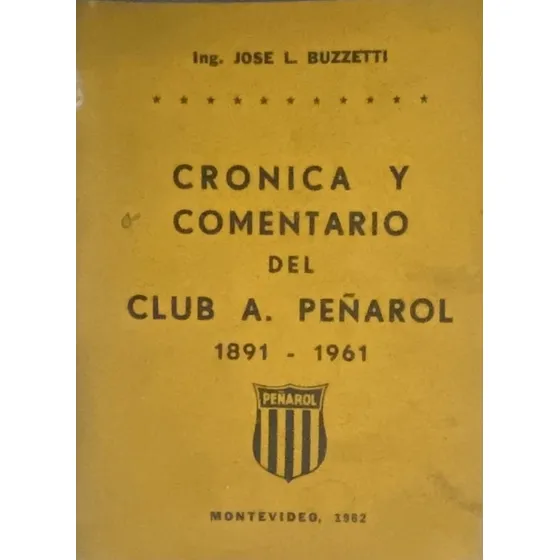 Ing. JOSE L. BUZZETTI
* * * * * * * * * * *
CRONICA Y
COMENTARIO
DEL
CLUB A. PEÑAROL
1891 - 1961
PEÑAROL
MONTEVIDEO, 1962